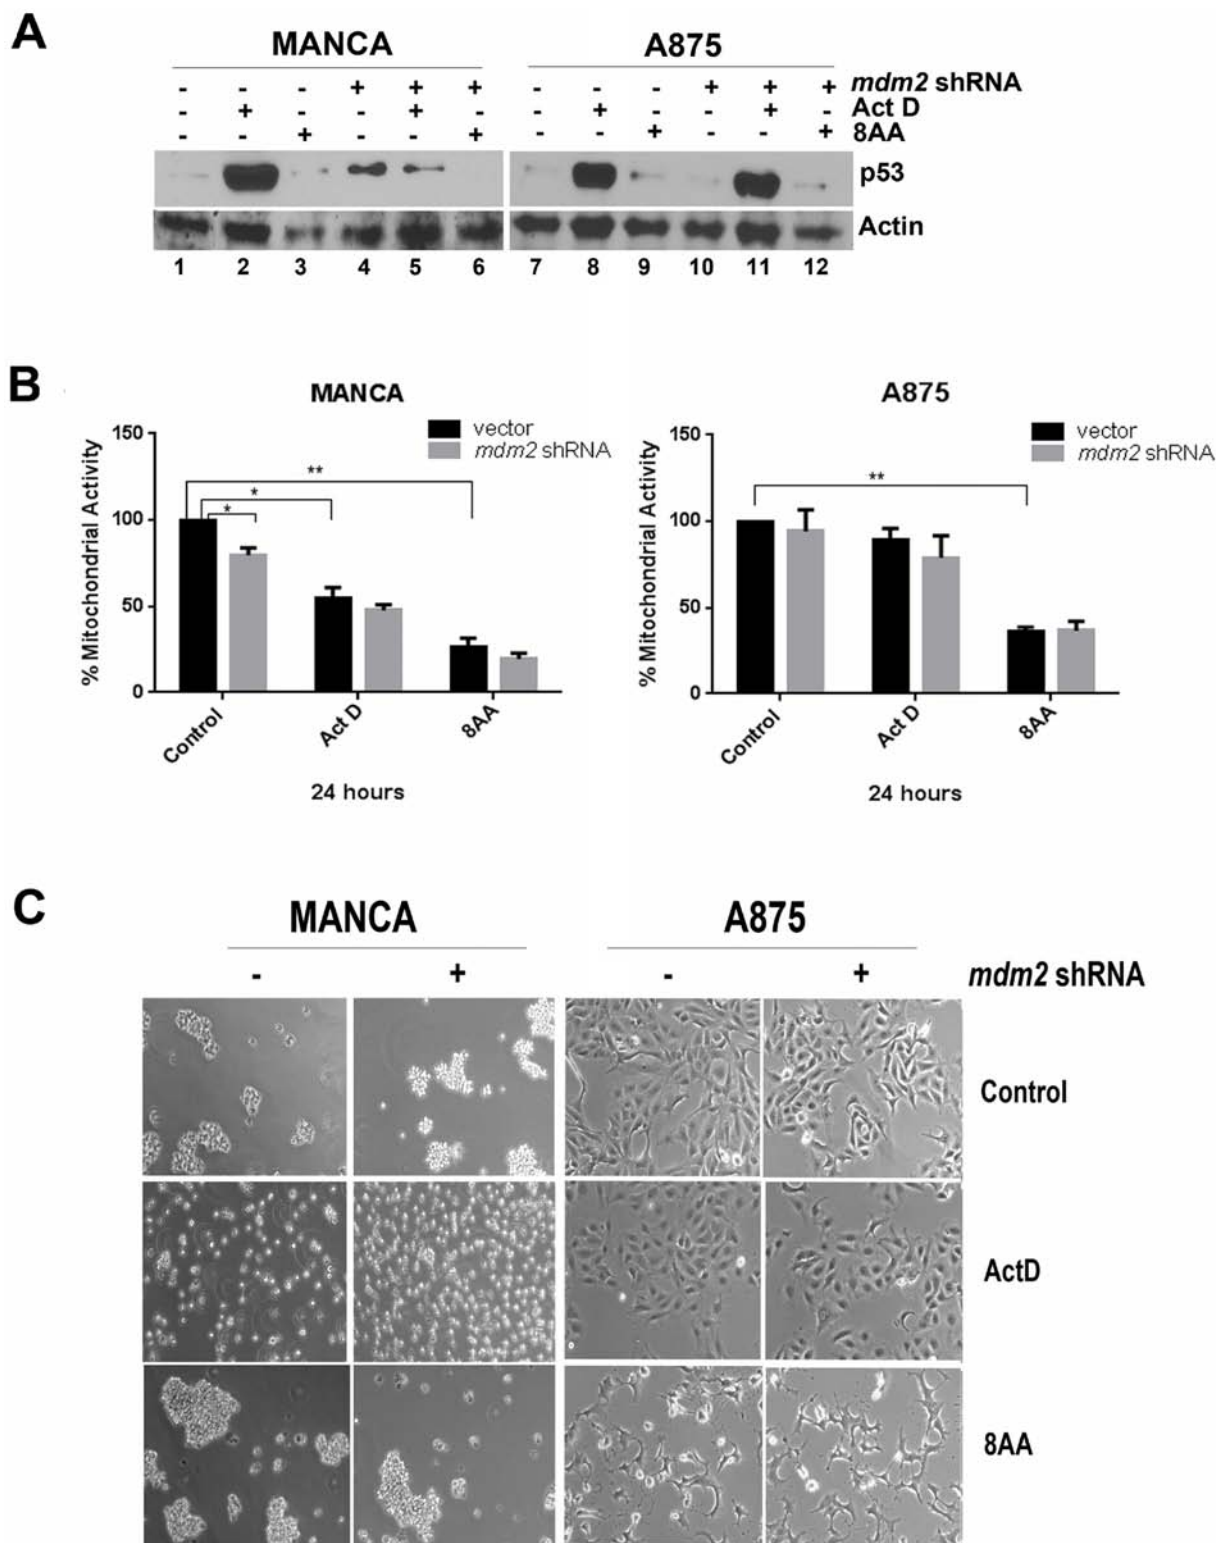 A
MANCA A875
- - - + + + - - - + + + mdm2 shRNA
- + - - + - - + - - + - Act D
- - + - - + - - + - - + 8AA
p53
Actin
1 2 3 4 5 6 7 8 9 10 11 12
B
MANCA
vector
mdm2 shRNA
% Mitochondrial Activity
150
100
50
0
**
*
*
Control Act D 8AA
24 hours
A875
vector
mdm2 shRNA
% Mitochondrial Activity
150
100
50
0
**
Control Act D 8AA
24 hours
C
MANCA A875
- + - + mdm2 shRNA
Control
ActD
8AA